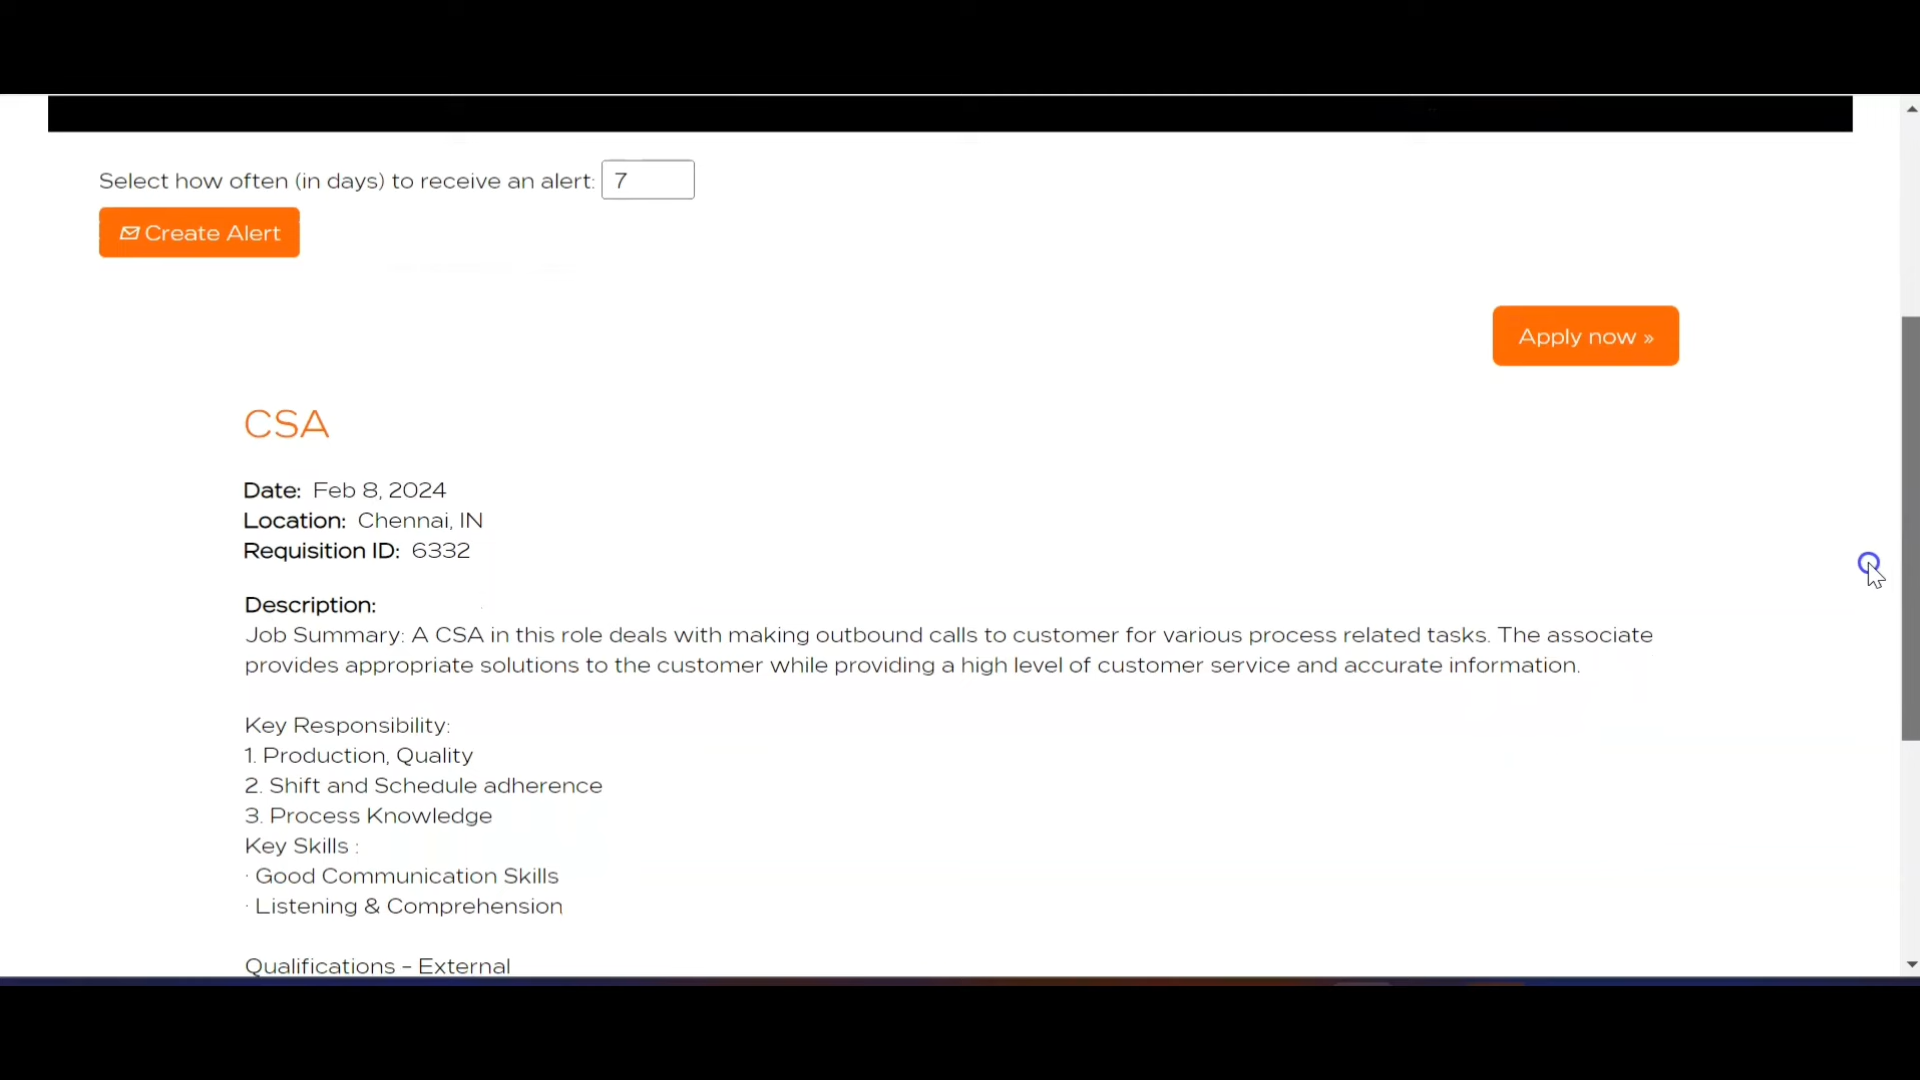 Select how often (in days) to receive an alert: 7
Create Alert
Apply now »
CSA
Date: Feb 8, 2024
Location: Chennai, IN
Requisition ID: 6332
Description:
Job Summary: A CSA in this role deals with making outbound calls to customer for various process related tasks. The associate
provides appropriate solutions to the customer while providing a high level of customer service and accurate information.
Key Responsibility:
1. Production, Quality
2. Shift and Schedule adherence
3. Process Knowledge
Key Skills :
· Good Communication Skills
· Listening & Comprehension
Qualifications – External